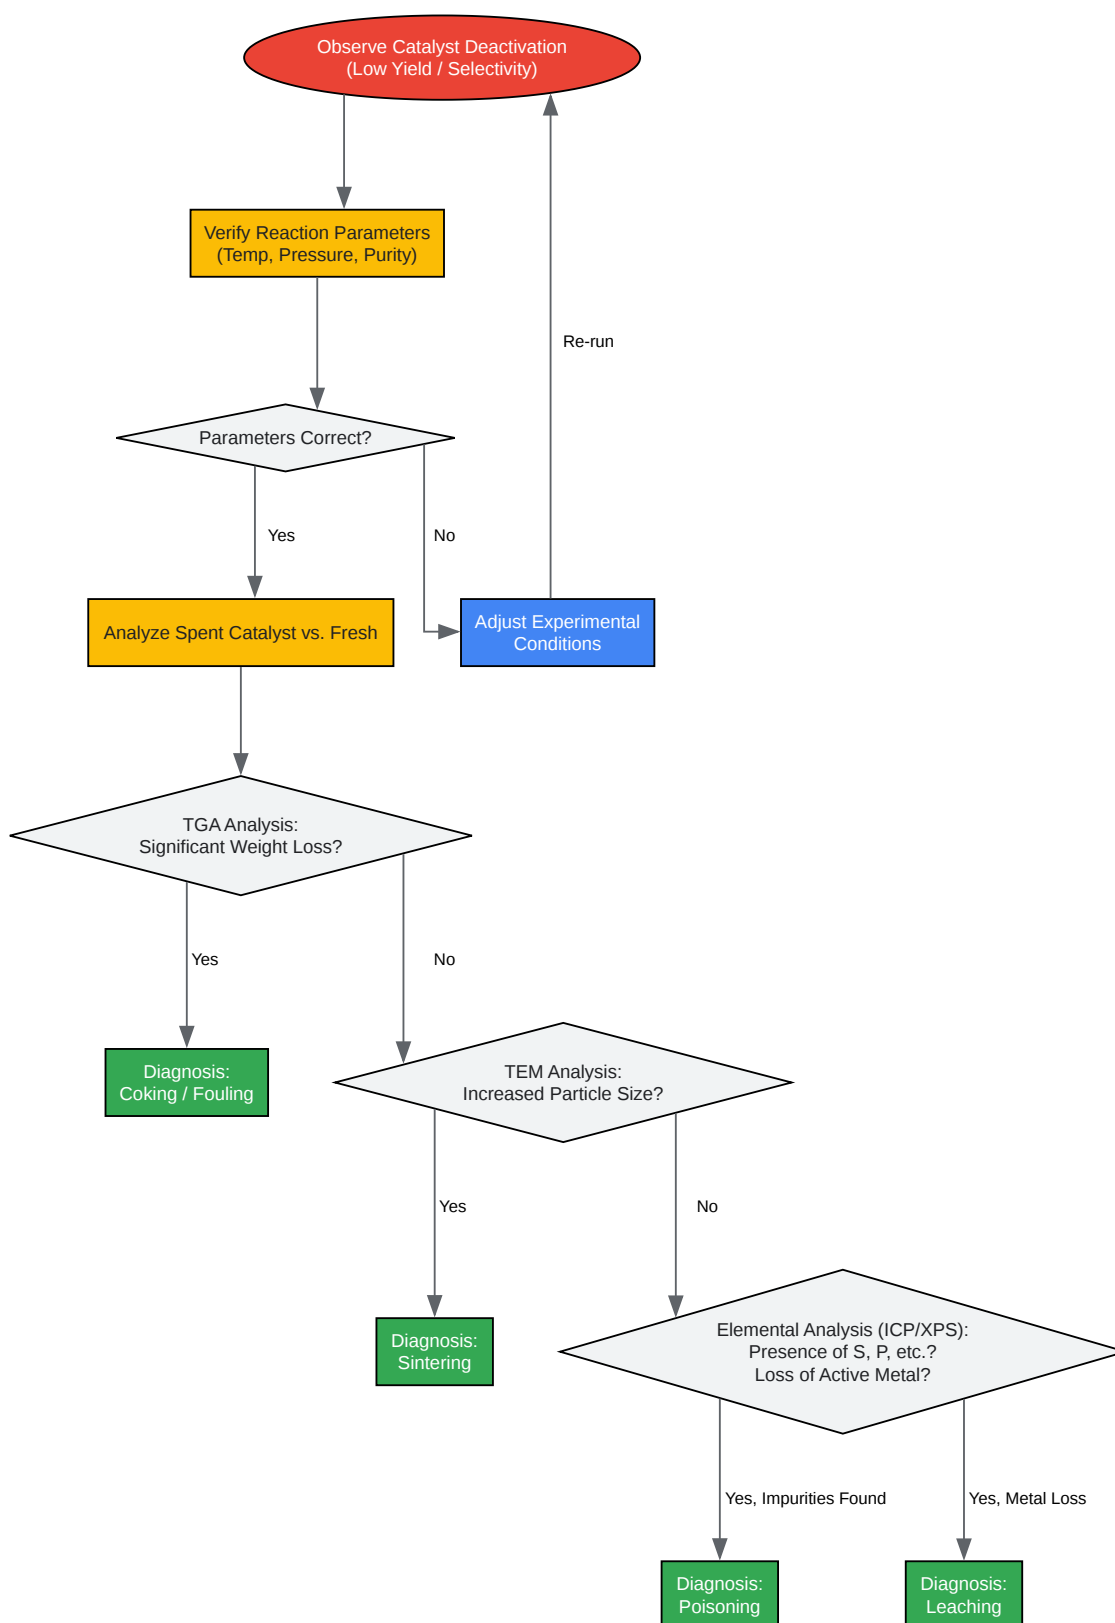 Observe Catalyst Deactivation
(Low Yield / Selectivity)
Verify Reaction Parameters
(Temp, Pressure, Purity)
Re-run
Parameters Correct?
Yes
No
Analyze Spent Catalyst vs. Fresh
Adjust Experimental
Conditions
TGA Analysis:
Significant Weight Loss?
Yes
No
Diagnosis:
Coking / Fouling
TEM Analysis:
Increased Particle Size?
Yes
No
Diagnosis:
Sintering
Elemental Analysis (ICP/XPS):
Presence of S, P, etc.?
Loss of Active Metal?
Yes, Impurities Found
Yes, Metal Loss
Diagnosis:
Poisoning
Diagnosis:
Leaching